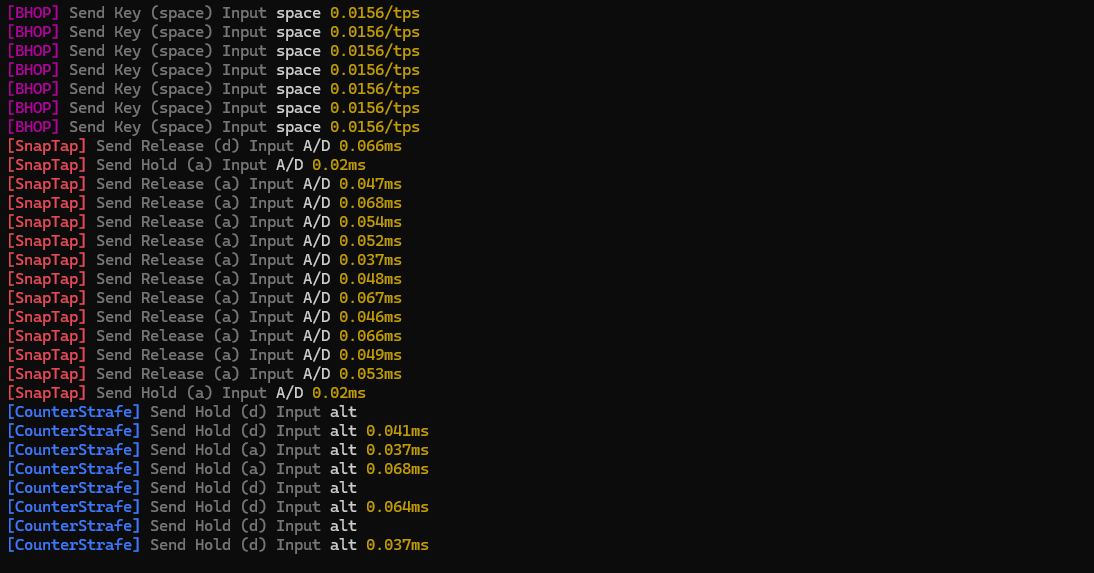 [BHOP] Send Key (space) Input space 0.0156/tps
[BHOP] Send Key (space) Input space 0.0156/tps
[BHOP] Send Key (space) Input space 0.0156/tps
[BHOP] Send Key (space) Input space 0.0156/tps
[BHOP] Send Key (space) Input space 0.0156/tps
[BHOP] Send Key (space) Input space 0.0156/tps
[BHOP] Send Key (space) Input space 0.0156/tps
[SnapTap] Send Release (d) Input A/D 0.066ms
[SnapTap] Send Hold (a) Input A/D 0.02ms
[SnapTap] Send Release (a) Input A/D 0.047ms
[SnapTap] Send Release (a) Input A/D 0.068ms
[SnapTap] Send Release (a) Input A/D 0.054ms
[SnapTap] Send Release (a) Input A/D 0.052ms
[SnapTap] Send Release (a) Input A/D 0.037ms
[SnapTap] Send Release (a) Input A/D 0.048ms
[SnapTap] Send Release (a) Input A/D 0.067ms
[SnapTap] Send Release (a) Input A/D 0.046ms
[SnapTap] Send Release (a) Input A/D 0.066ms
[SnapTap] Send Release (a) Input A/D 0.049ms
[SnapTap] Send Release (a) Input A/D 0.053ms
[SnapTap] Send Hold (a) Input A/D 0.02ms
[CounterStrafe] Send Hold (d) Input alt
[CounterStrafe] Send Hold (d) Input alt 0.041ms
[CounterStrafe] Send Hold (a) Input alt 0.037ms
[CounterStrafe] Send Hold (a) Input alt 0.068ms
[CounterStrafe] Send Hold (d) Input alt
[CounterStrafe] Send Hold (d) Input alt 0.064ms
[CounterStrafe] Send Hold (d) Input alt
[CounterStrafe] Send Hold (d) Input alt 0.037ms